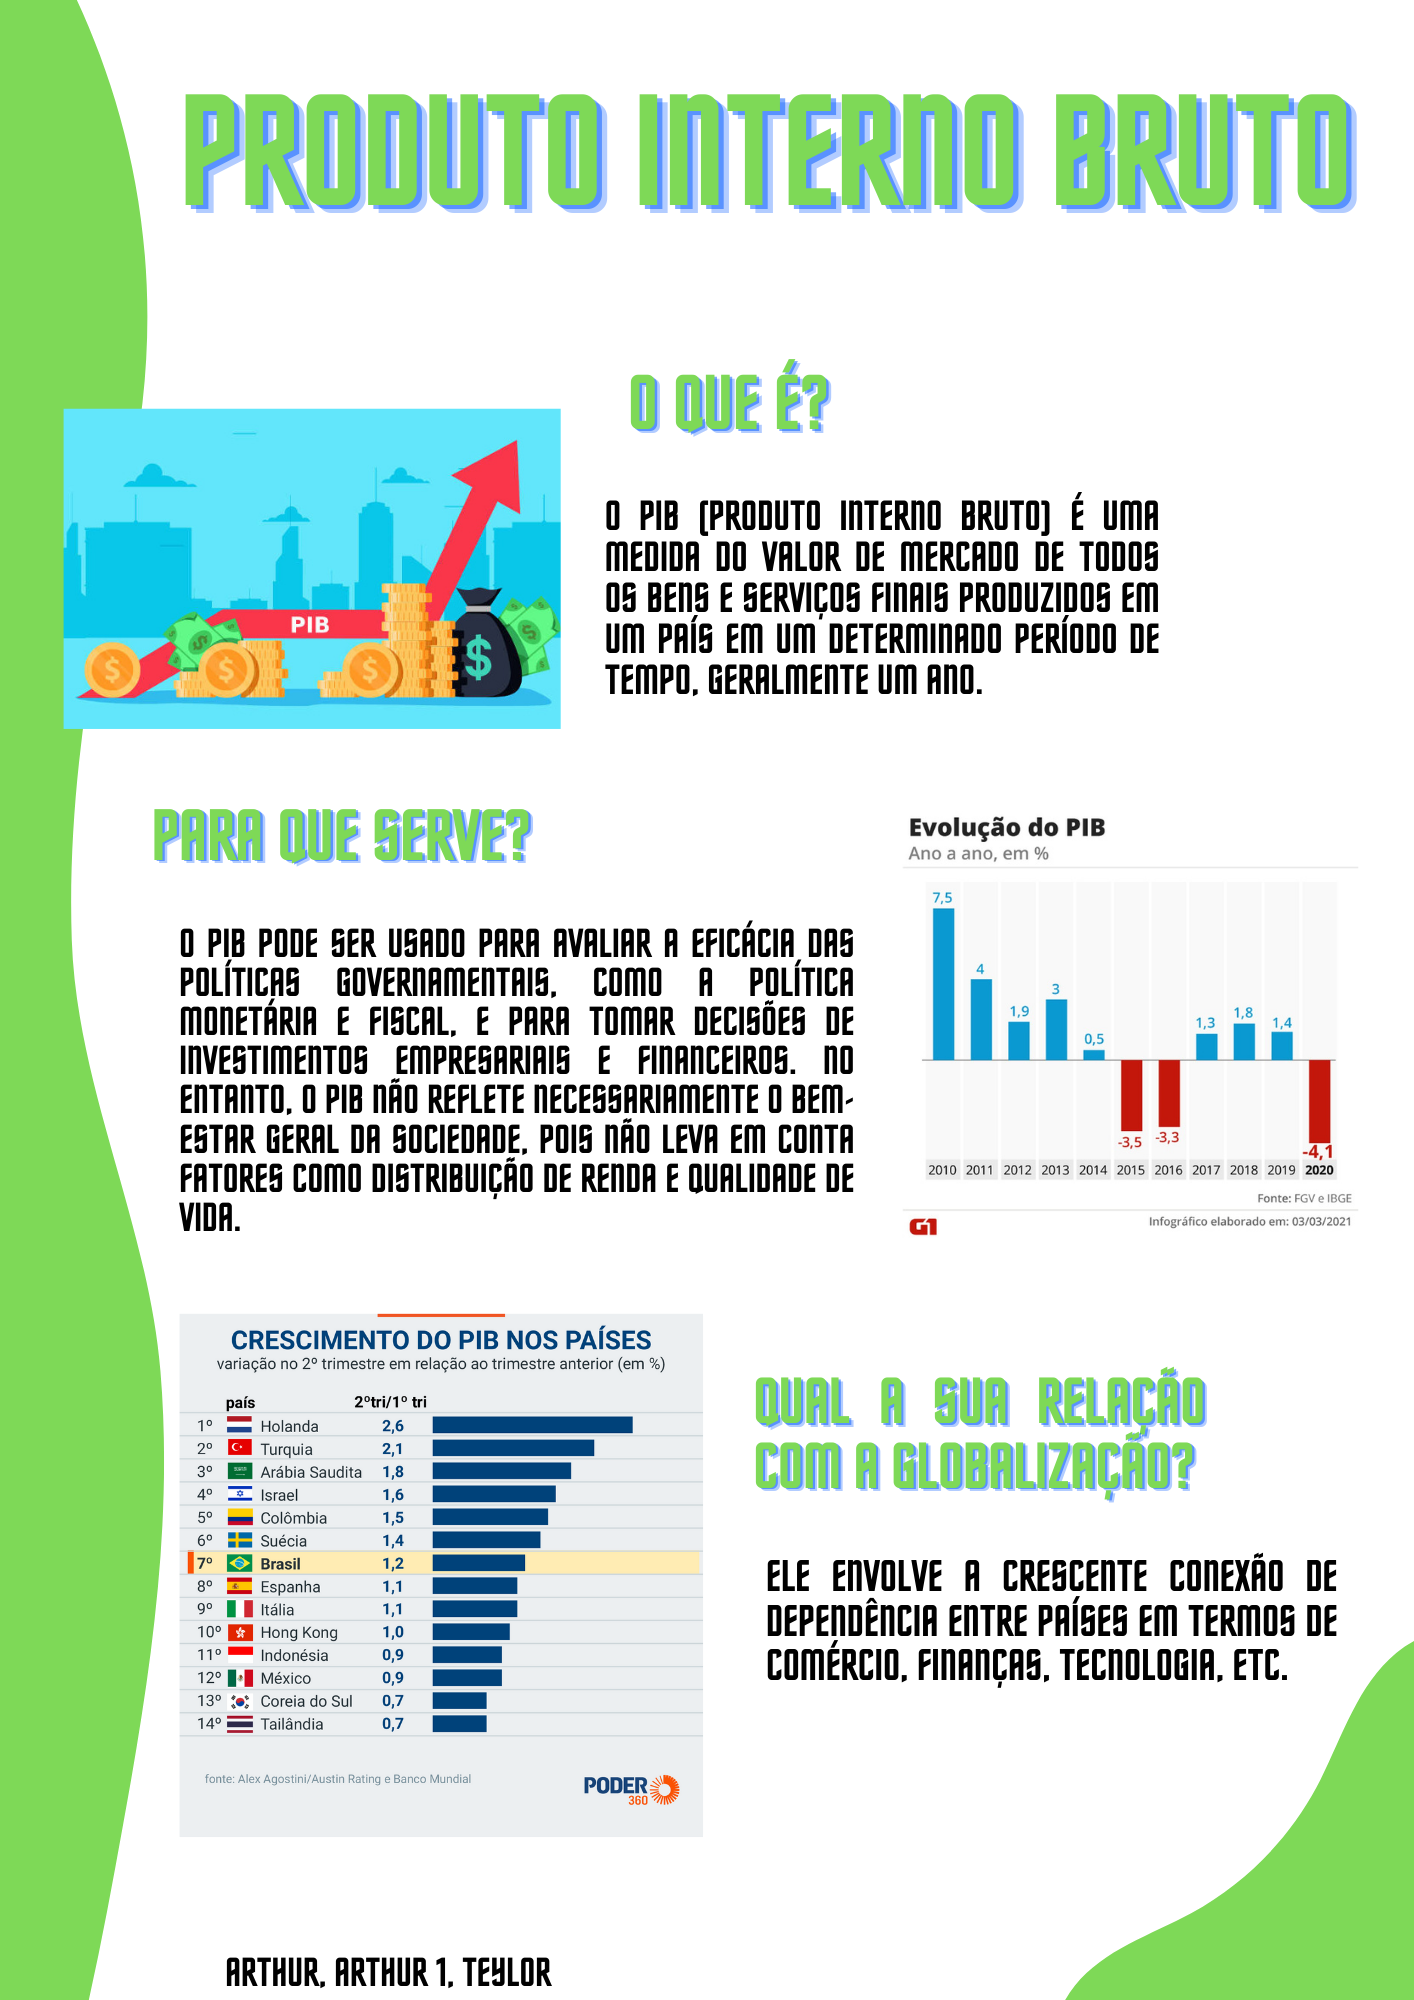 PRODUTO INTERNO BRUTO
O QUE É?
PIB
O PIB (PRODUTO INTERNO BRUTO) É UMA
MEDIDA DO VALOR DE MERCADO DE TODOS
OS BENS E SERVIÇOS FINAIS PRODUZIDOS EM
UM PAÍS EM UM DETERMINADO PERÍODO DE
TEMPO, GERALMENTE UM ANO.
PARA QUE SERVE?
O PIB PODE SER USADO PARA AVALIAR A EFICÁCIA DAS
POLÍTICAS GOVERNAMENTAIS, COMO A POLÍTICA
MONETÁRIA E FISCAL, E PARA TOMAR DECISÕES DE
INVESTIMENTOS EMPRESARIAIS E FINANCEIROS. NO
ENTANTO, O PIB NÃO REFLETE NECESSARIAMENTE O BEM-
ESTAR GERAL DA SOCIEDADE, POIS NÃO LEVA EM CONTA
FATORES COMO DISTRIBUIÇÃO DE RENDA E QUALIDADE DE
VIDA.
Evolução do PIB
Ano a ano, em %
7,5
4
1,9
3
0,5
-3,5
-3,3
1,3
1,8
1,4
-4,1
2010 2011 2012 2013 2014 2015 2016 2017 2018 2019 2020
Fonte: FGV e IBGE
G1
Infográfico elaborado em: 03/03/2021
CRESCIMENTO DO PIB NOS PAÍSES
variação no 2º trimestre em relação ao trimestre anterior (em %)
país 2ºtri/1º tri
1º Holanda 2,6
2º Turquia 2,1
3º Arábia Saudita 1,8
4º Israel 1,6
5º Colômbia 1,5
6º Suécia 1,4
7º Brasil 1,2
8º Espanha 1,1
9º Itália 1,1
10º Hong Kong 1,0
11º Indonésia 0,9
12º México 0,9
13º Coreia do Sul 0,7
14º Tailândia 0,7
fonte: Alex Agostini/Austin Rating e Banco Mundial
PODER
360
QUAL A SUA RELAÇÃO
COM A GLOBALIZAÇÃO?
ELE ENVOLVE A CRESCENTE CONEXÃO DE
DEPENDÊNCIA ENTRE PAÍSES EM TERMOS DE
COMÉRCIO, FINANÇAS, TECNOLOGIA, ETC.
ARTHUR, ARTHUR 1, TEYLOR